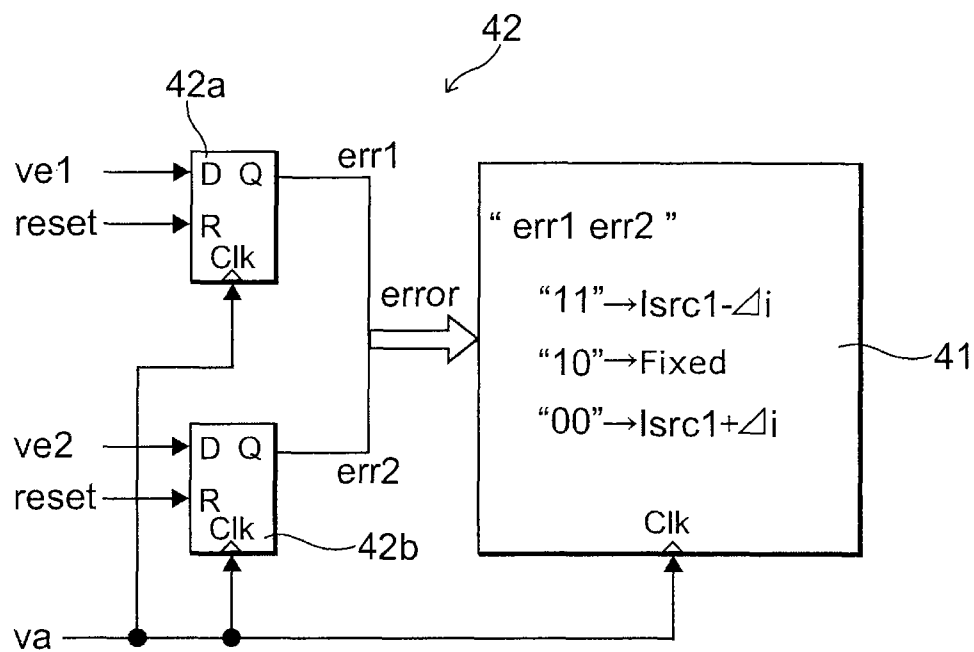 42
42a
ve1
D Q
err1
reset
R
Clk
error
“ err1 err2 ”
“11”→Isrc1-⊿i
“10”→Fixed
“00”→Isrc1+⊿i
41
ve2
D Q
err2
reset
R
Clk
42b
Clk
va